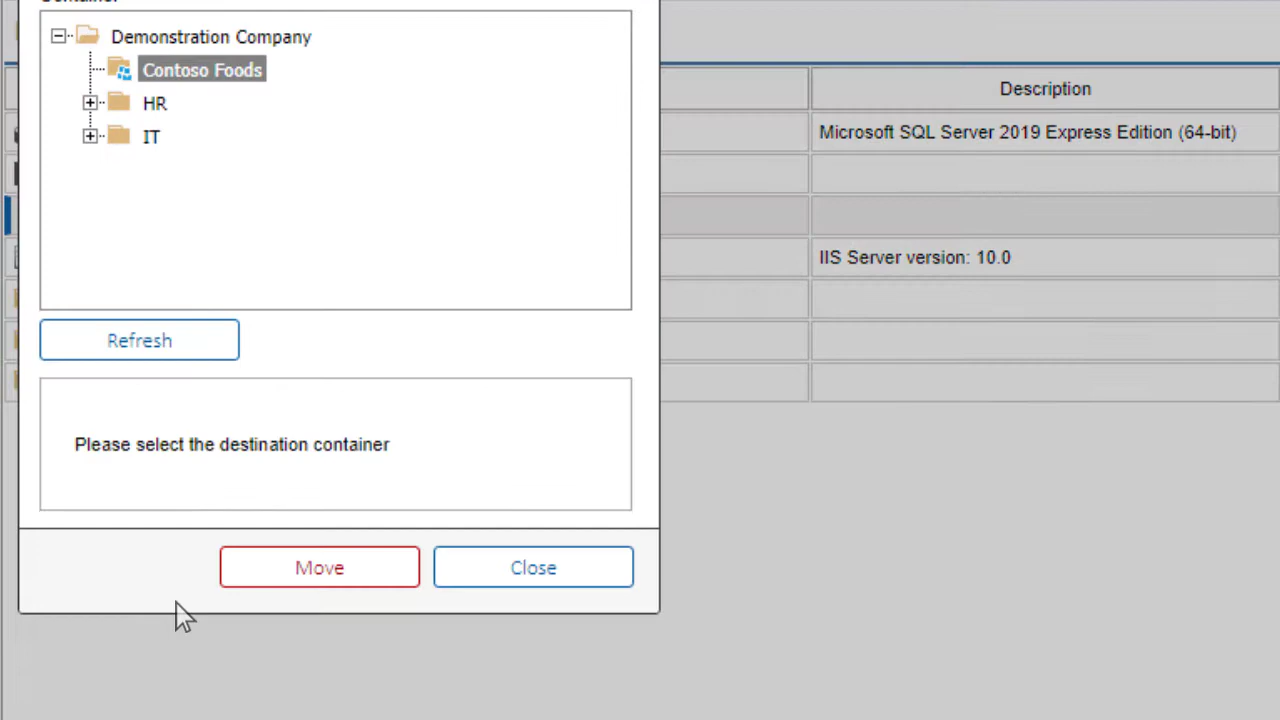 Container
Demonstration Company
Contoso Foods
HR
IT
Refresh
Please select the destination container
Move
Close
Description
Microsoft SQL Server 2019 Express Edition (64-bit)
IIS Server version: 10.0